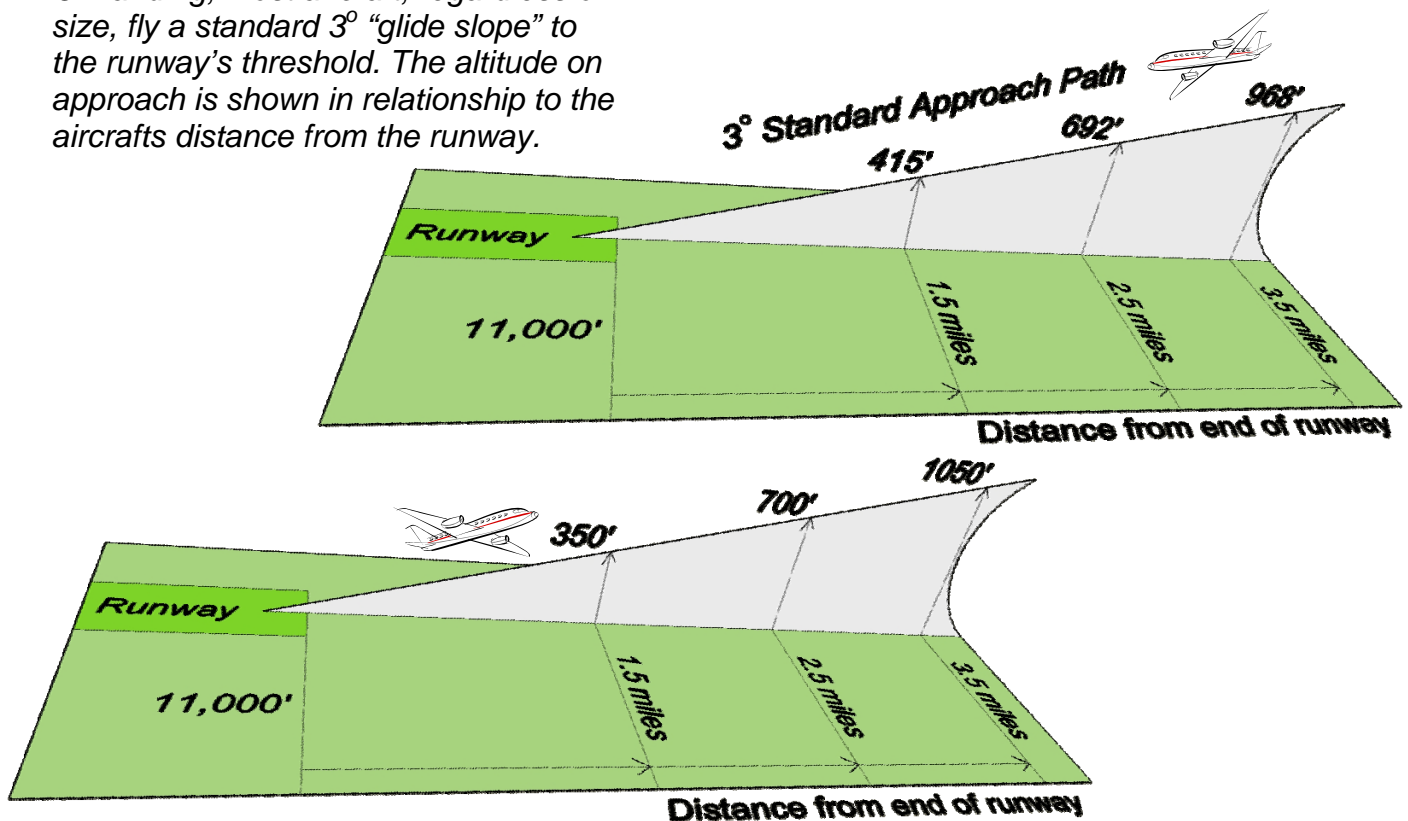 size, fly a standard 3° “glide slope” to
the runway’s threshold. The altitude on
approach is shown in relationship to the
aircrafts distance from the runway.
3° Standard Approach Path
968'
692'
415'
Runway
11,000'
1.5 miles
2.5 miles
3.5 miles
Distance from end of runway
1050'
700'
350'
Runway
11,000'
1.5 miles
2.5 miles
3.5 miles
Distance from end of runway